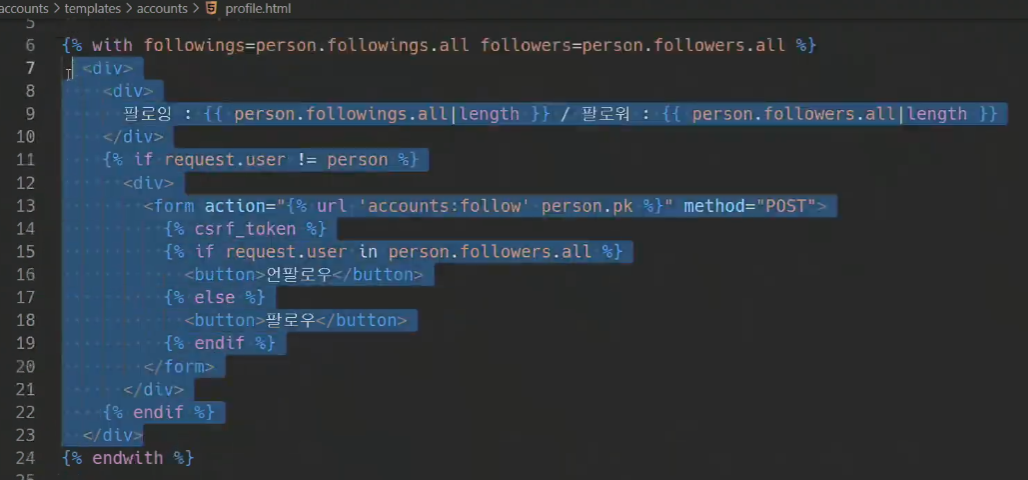 accounts > templates > accounts > profile.html
5
6 {% with followings=person.followings.all followers=person.followers.all %}
7 <div>
8 <div>
9 팔로잉 : {{ person.followings.all|length }} / 팔로워 : {{ person.followers.all|length }}
10 </div>
11 {% if request.user != person %}
12 <div>
13 <form action="{% url 'accounts:follow' person.pk %}" method="POST">
14 {% csrf_token %}
15 {% if request.user in person.followers.all %}
16 <button>언팔로우</button>
17 {% else %}
18 <button>팔로우</button>
19 {% endif %}
20 </form>
21 </div>
22 {% endif %}
23 </div>
24 {% endwith %}